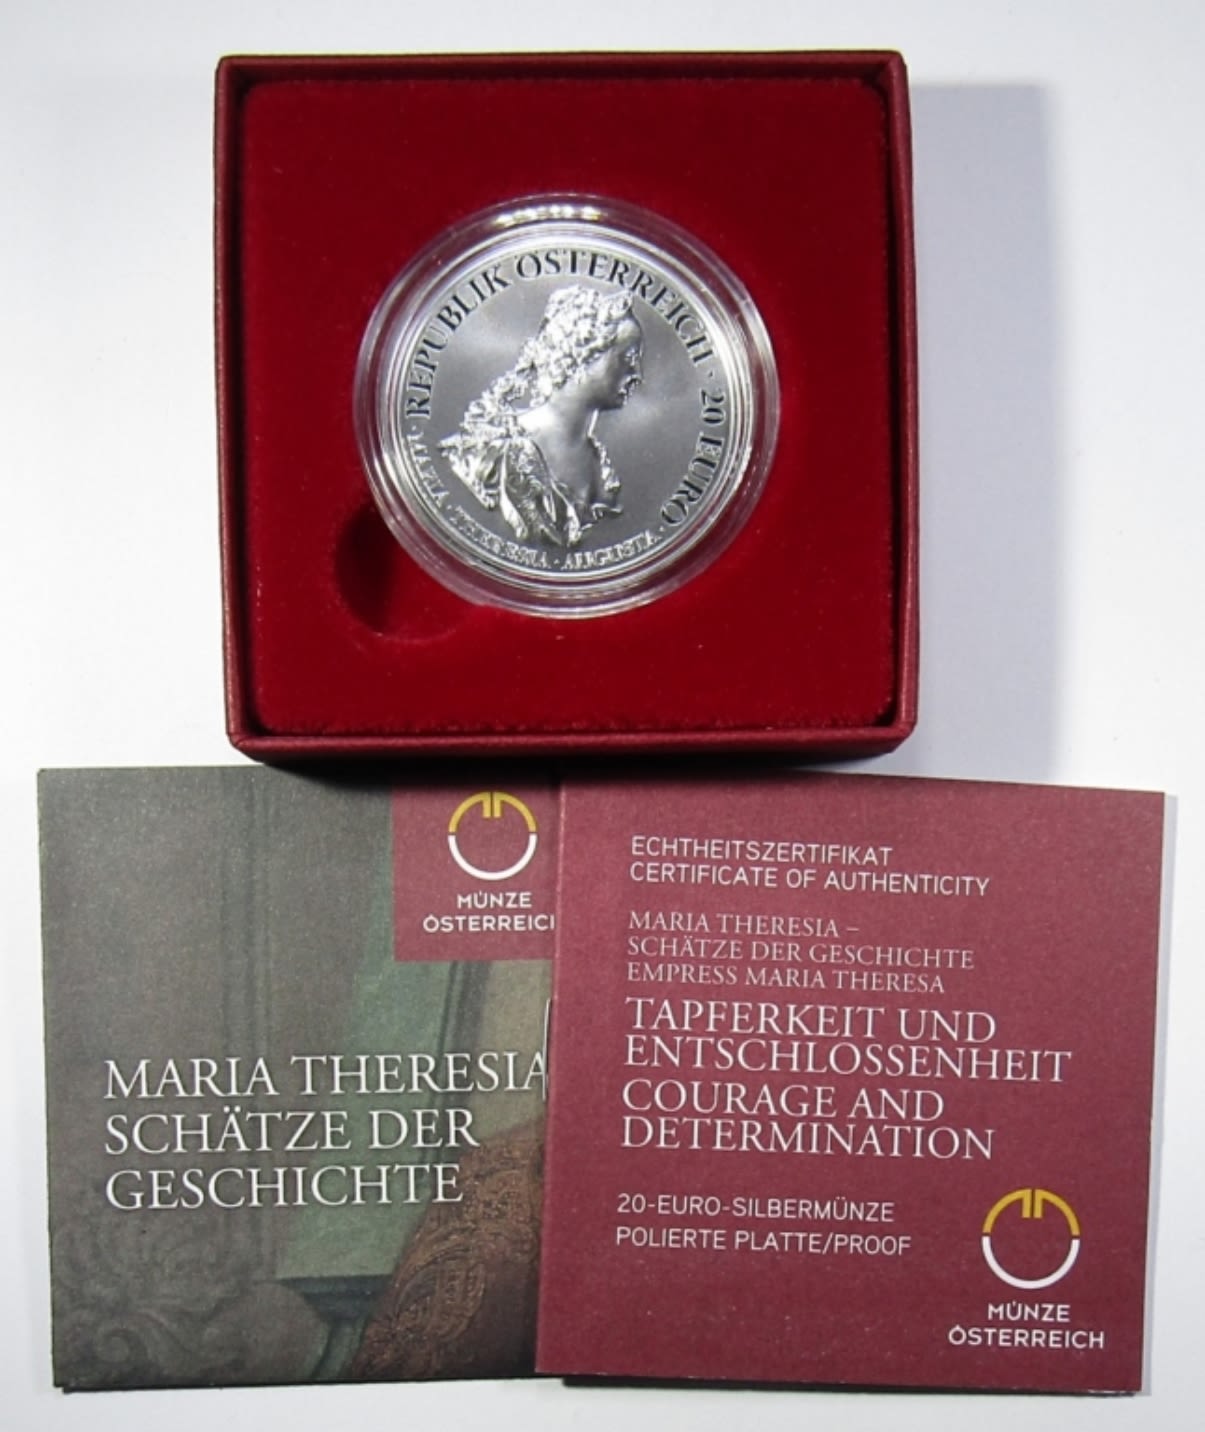 REPUBLIK ÖSTERREICH · 20 EURO
MARIA · THERESIA · AUGUSTA ·
MÜNZE
ÖSTERREICH
MARIA THERESIA
SCHÄTZE DER
GESCHICHTE
ECHTHEITSZERTIFIKAT
CERTIFICATE OF AUTHENTICITY
MARIA THERESIA –
SCHÄTZE DER GESCHICHTE
EMPRESS MARIA THERESA
TAPFERKEIT UND
ENTSCHLOSSENHEIT
COURAGE AND
DETERMINATION
20-EURO-SILBERMÜNZE
POLIERTE PLATTE/PROOF
MÜNZE
ÖSTERREICH